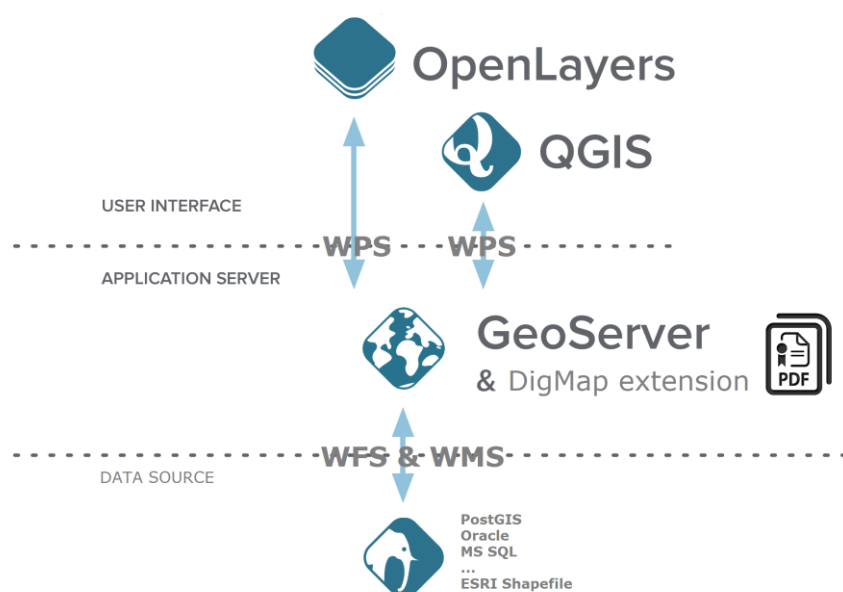 OpenLayers
QGIS
USER INTERFACE
WPS WPS
APPLICATION SERVER
GeoServer
& DigMap extension
PDF
WFS & WMS
DATA SOURCE
PostGIS
Oracle
MS SQL
...
ESRI Shapefile